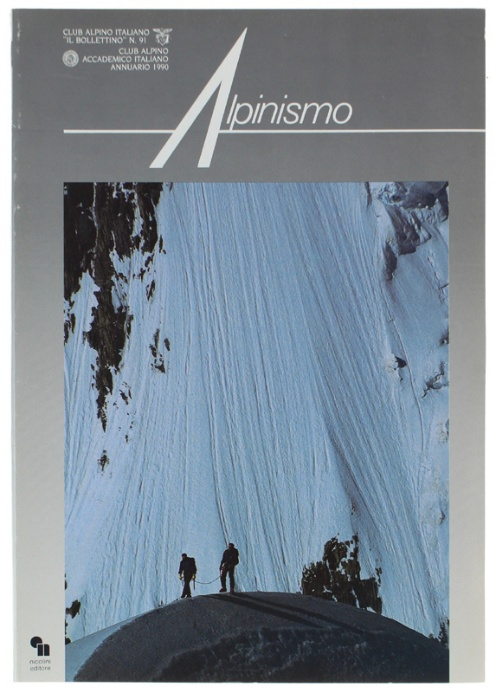 CLUB ALPINO ITALIANO
"IL BOLLETTINO" N. 91
CLUB ALPINO
ACCADEMICO ITALIANO
ANNUARIO 1990
Alpinismo
nicolini
editore